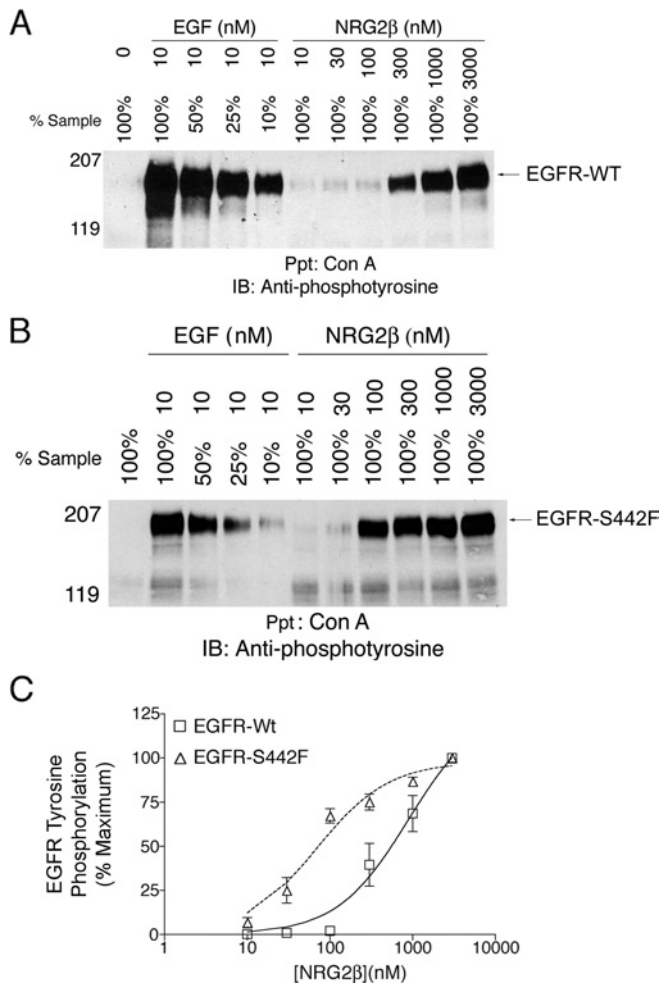 A
EGF (nM) NRG2β (nM)
0 10 10 10 10 10 30 100 300 1000 3000
% Sample 100% 100% 50% 25% 10% 100% 100% 100% 100% 100% 100%
207
EGFR-WT
119
Ppt: Con A
IB: Anti-phosphotyrosine
B
EGF (nM) NRG2β (nM)
10 10 10 10 10 30 100 300 1000 3000
% Sample 100% 100% 50% 25% 10% 100% 100% 100% 100% 100% 100%
207
EGFR-S442F
119
Ppt: Con A
IB: Anti-phosphotyrosine
C
EGFR Tyrosine
Phosphorylation
(% Maximum)
125
100
75
50
25
0
EGFR-Wt
EGFR-S442F
1 10 100 1000 10000
[NRG2β](nM)